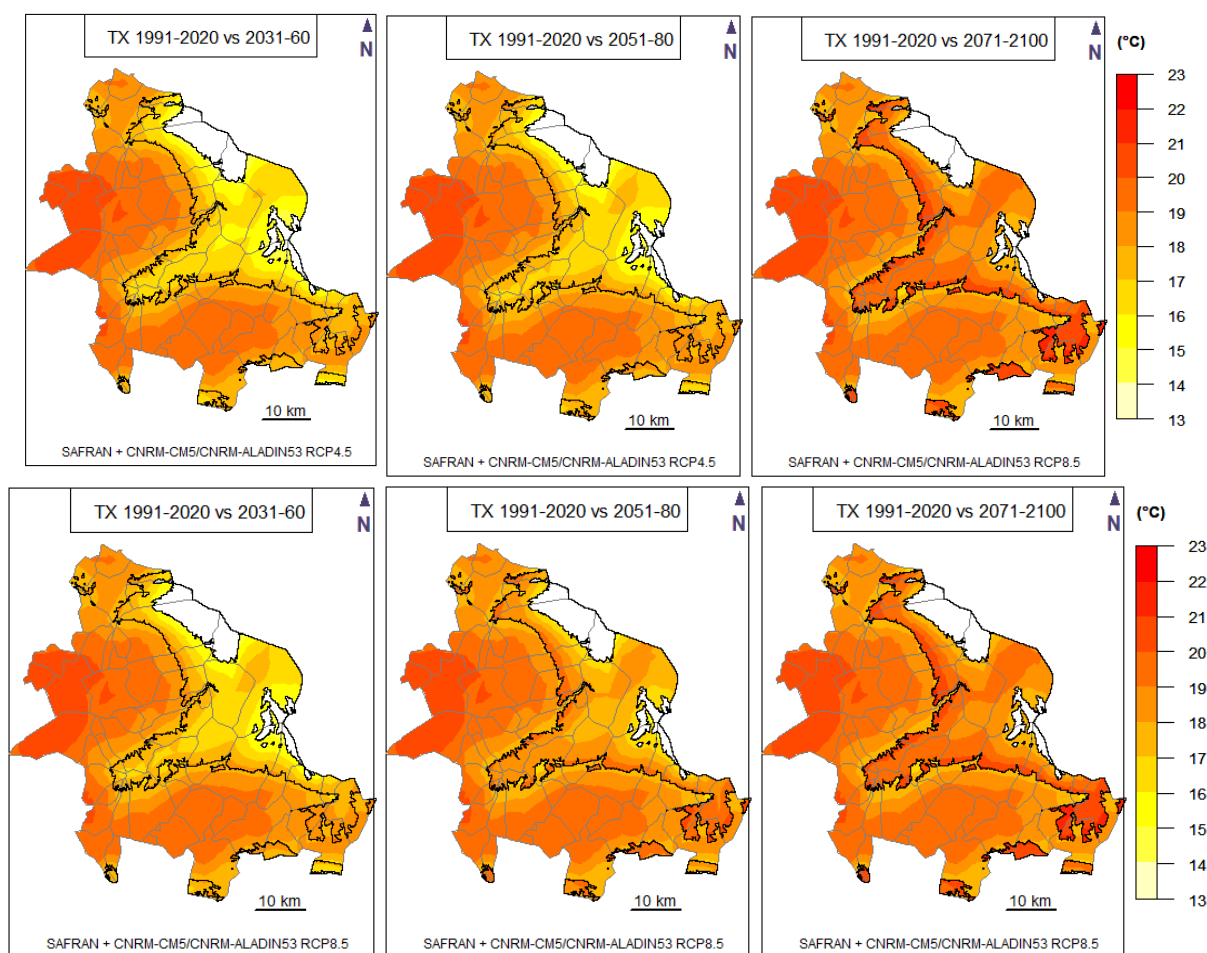 TX 1991-2020 vs 2031-60
N
TX 1991-2020 vs 2051-80
N
TX 1991-2020 vs 2071-2100
N
(°C)
23
22
21
20
19
18
17
16
15
14
13
10 km
10 km
10 km
SAFRAN + CNRM-CM5/CNRM-ALADIN53 RCP4.5
SAFRAN + CNRM-CM5/CNRM-ALADIN53 RCP4.5
SAFRAN + CNRM-CM5/CNRM-ALADIN53 RCP8.5
TX 1991-2020 vs 2031-60
N
TX 1991-2020 vs 2051-80
N
TX 1991-2020 vs 2071-2100
N
(°C)
23
22
21
20
19
18
17
16
15
14
13
10 km
10 km
10 km
SAFRAN + CNRM-CM5/CNRM-ALADIN53 RCP8.5
SAFRAN + CNRM-CM5/CNRM-ALADIN53 RCP8.5
SAFRAN + CNRM-CM5/CNRM-ALADIN53 RCP8.5